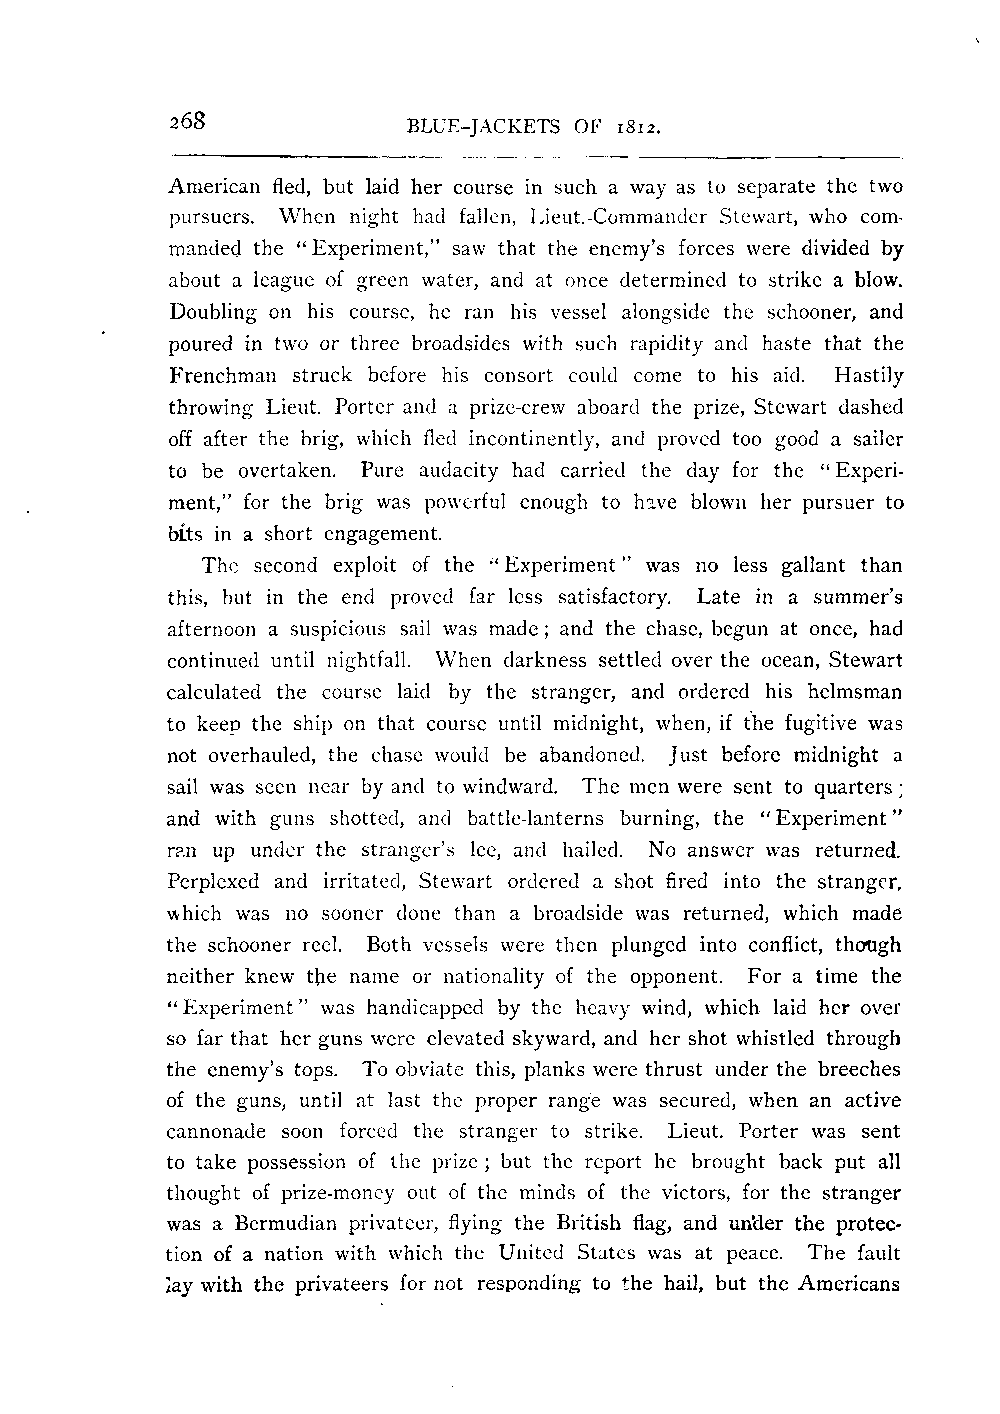 268 BLUE-JACKETS OF 1812.
American fled, but laid her course in such a way as to separate the two
pursuers. When night had fallen, Lieut.-Commander Stewart, who com-
manded the "Experiment," saw that the enemy's forces were divided by
about a league of green water, and at once determined to strike a blow.
Doubling on his course, he ran his vessel alongside the schooner, and
poured in two or three broadsides with such rapidity and haste that the
Frenchman struck before his consort could come to his aid. Hastily
throwing Lieut. Porter and a prize-crew aboard the prize, Stewart dashed
off after the brig, which fled incontinently, and proved too good a sailer
to be overtaken. Pure audacity had carried the day for the "Experi-
ment," for the brig was powerful enough to have blown her pursuer to
bits in a short engagement.
The second exploit of the "Experiment" was no less gallant than
this, but in the end proved far less satisfactory. Late in a summer's
afternoon a suspicious sail was made; and the chase, begun at once, had
continued until nightfall. When darkness settled over the ocean, Stewart
calculated the course laid by the stranger, and ordered his helmsman
to keep the ship on that course until midnight, when, if the fugitive was
not overhauled, the chase would be abandoned. Just before midnight a
sail was seen near by and to windward. The men were sent to quarters;
and with guns shotted, and battle-lanterns burning, the "Experiment"
ran up under the stranger's lee, and hailed. No answer was returned.
Perplexed and irritated, Stewart ordered a shot fired into the stranger,
which was no sooner done than a broadside was returned, which made
the schooner reel. Both vessels were then plunged into conflict, though
neither knew the name or nationality of the opponent. For a time the
"Experiment" was handicapped by the heavy wind, which laid her over
so far that her guns were elevated skyward, and her shot whistled through
the enemy's tops. To obviate this, planks were thrust under the breeches
of the guns, until at last the proper range was secured, when an active
cannonade soon forced the stranger to strike. Lieut. Porter was sent
to take possession of the prize; but the report he brought back put all
thought of prize-money out of the minds of the victors, for the stranger
was a Bermudian privateer, flying the British flag, and under the protec-
tion of a nation with which the United States was at peace. The fault
lay with the privateers for not responding to the hail, but the Americans